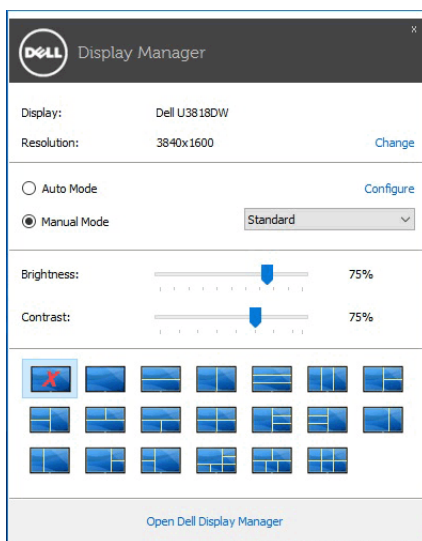 x
DELL Display Manager
Display: Dell U3818DW
Resolution: 3840x1600 Change
Auto Mode Configure
Manual Mode Standard
Brightness: 75%
Contrast: 75%
X
Open Dell Display Manager